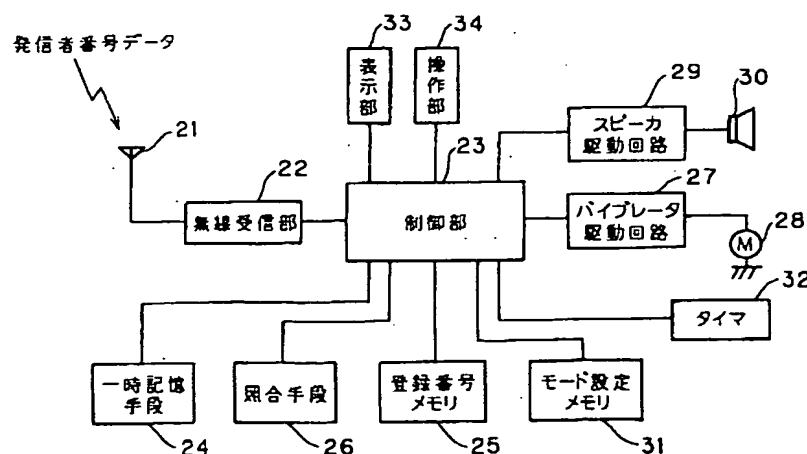 発信者番号データ
33
34
表示部
操作部
29
30
スピーカ
駆動回路
21
22
23
27
無線受信部
制御部
バイブレータ
駆動回路
28
M
32
タイマ
一時記憶
手段
照合手段
登録番号
メモリ
モード設定
メモリ
24
26
25
31